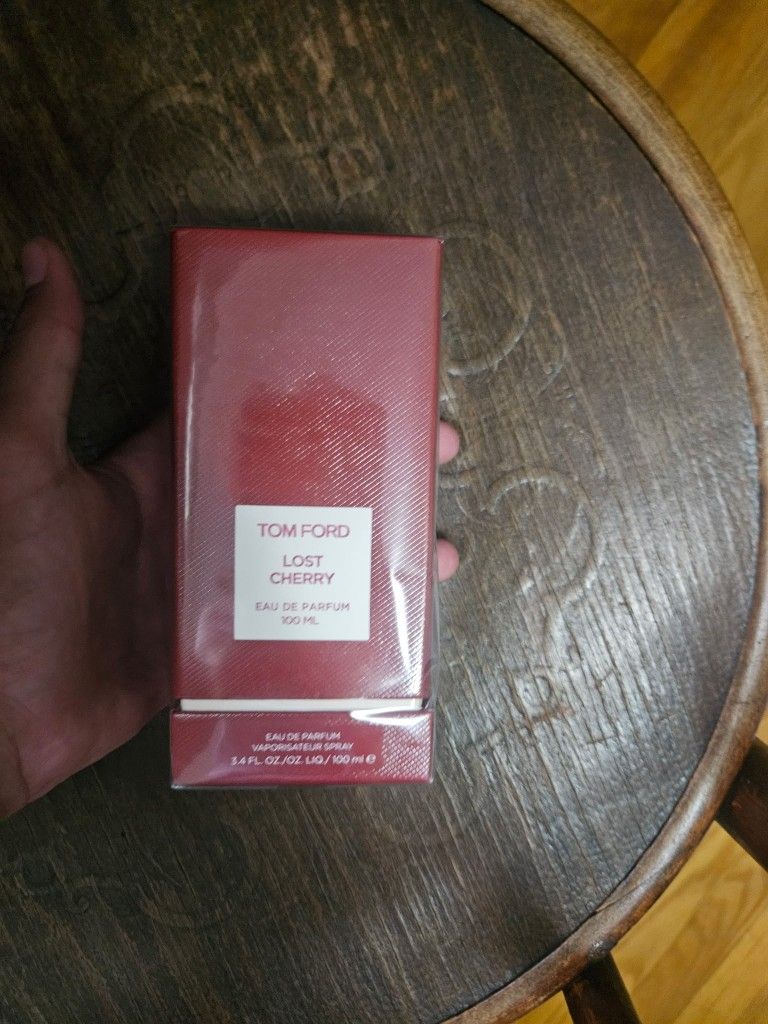 TOM FORD
LOST
CHERRY
EAU DE PARFUM
100 ML
EAU DE PARFUM
VAPORISATEUR SPRAY
3.4 FL. OZ./OZ. LIQ./ 100 ml ℮